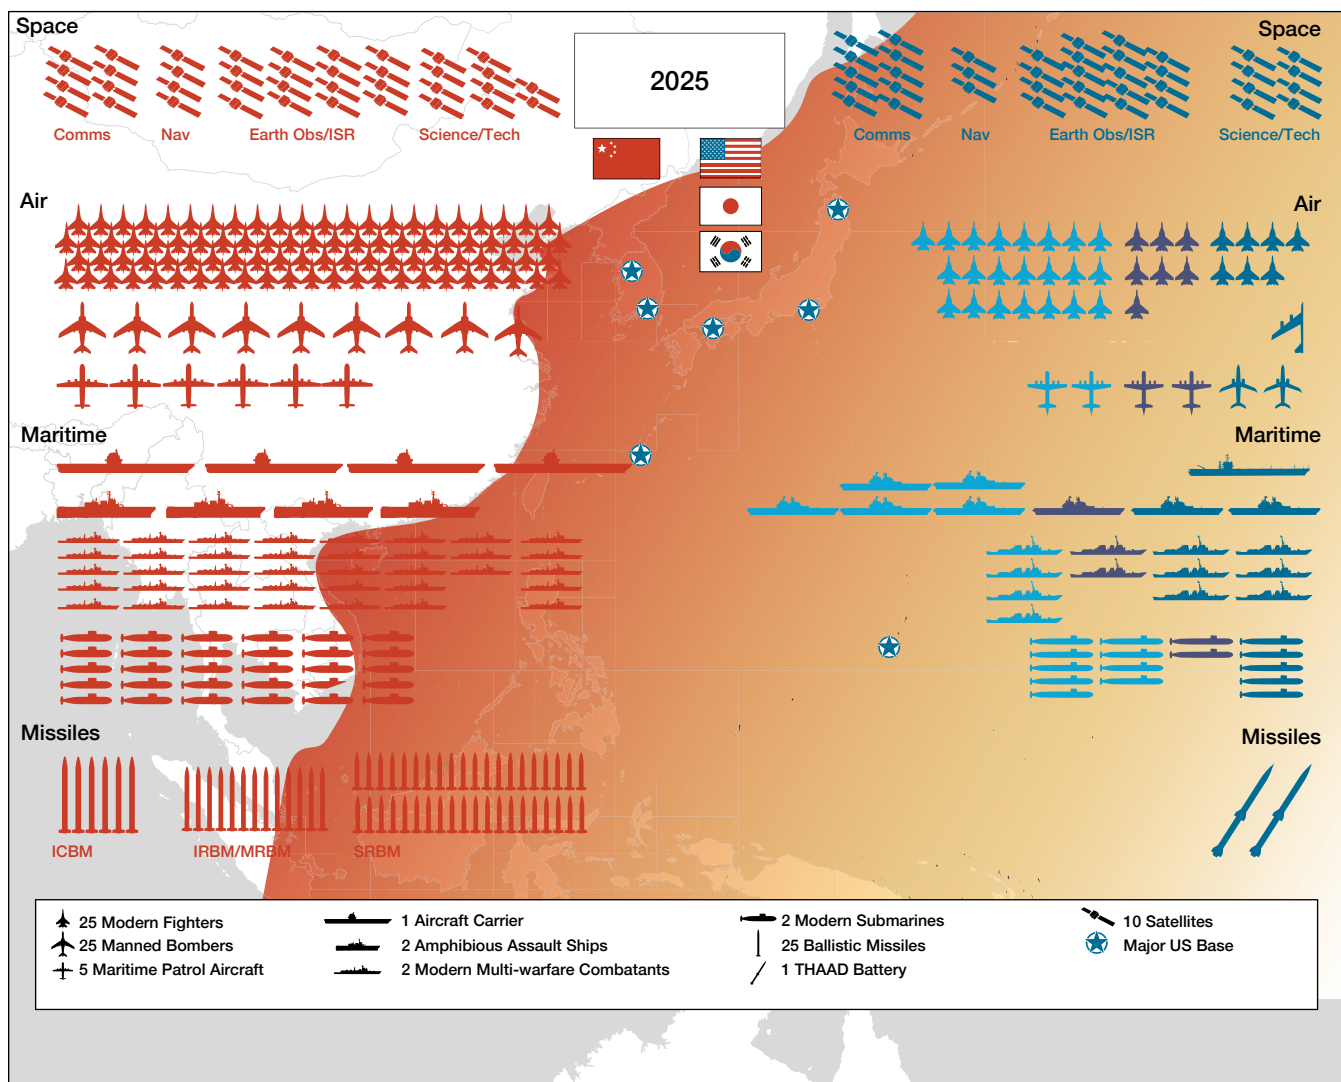 Space
2025
Space
Comms
Nav
Earth Obs/ISR
Science/Tech
Comms
Nav
Earth Obs/ISR
Science/Tech
Air
Air
Maritime
Maritime
Missiles
Missiles
ICBM
IRBM/MRBM
SRBM
25 Modern Fighters
25 Manned Bombers
5 Maritime Patrol Aircraft
1 Aircraft Carrier
2 Amphibious Assault Ships
2 Modern Multi-warfare Combatants
2 Modern Submarines
25 Ballistic Missiles
1 THAAD Battery
10 Satellites
Major US Base